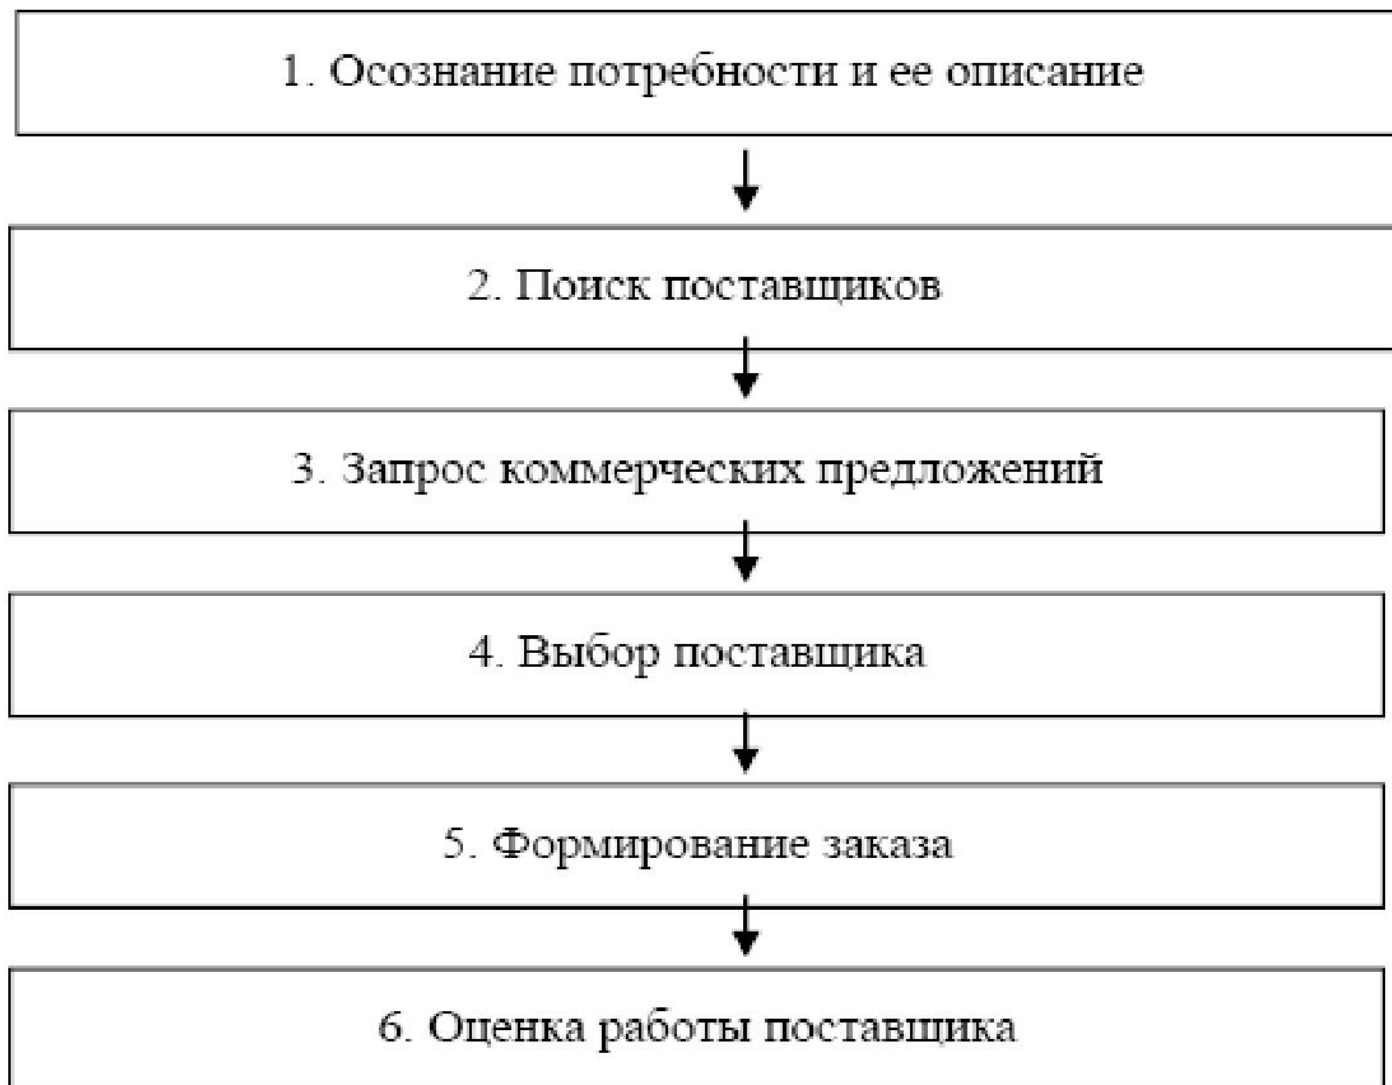 1. Осознание потребности и ее описание
2. Поиск поставщиков
3. Запрос коммерческих предложений
4. Выбор поставщика
5. Формирование заказа
6. Оценка работы поставщика